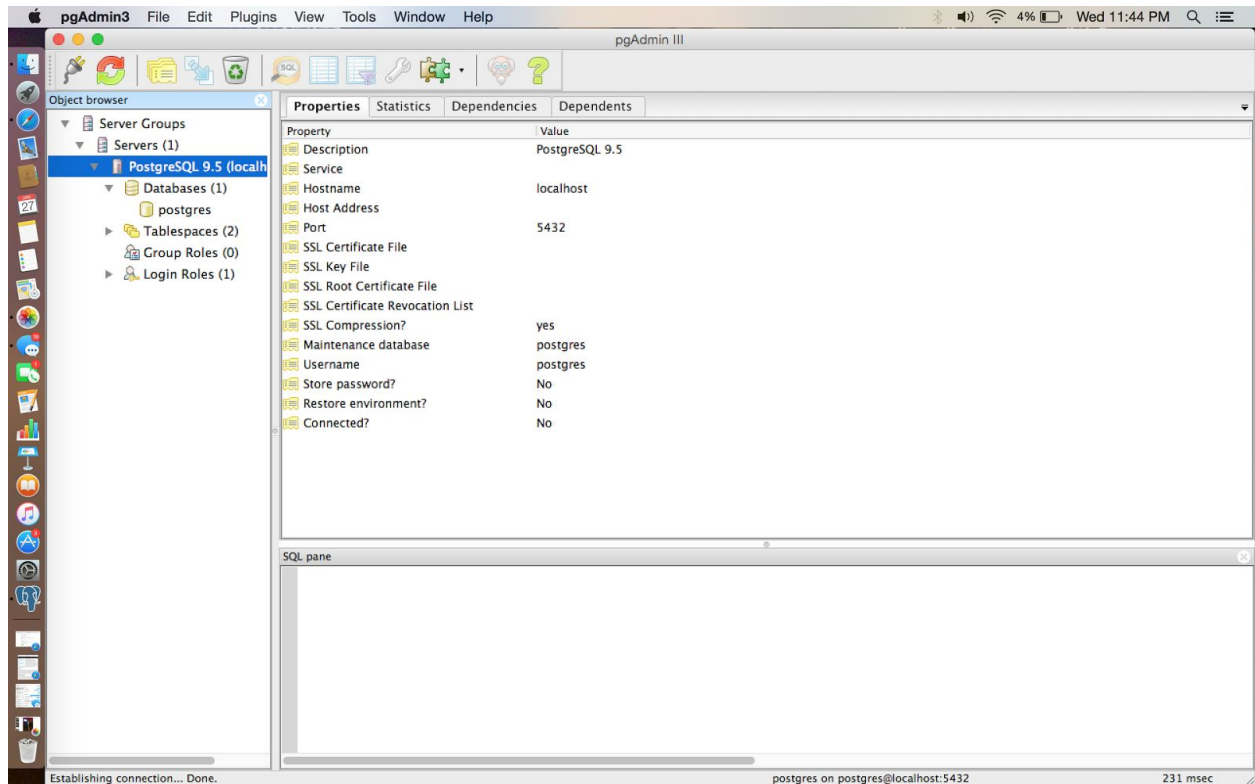 pgAdmin3 File Edit Plugins View Tools Window Help 4% Wed 11:44 PM
pgAdmin III
SQL
Object browser
Properties Statistics Dependencies Dependents
Server Groups
Servers (1)
PostgreSQL 9.5 (localh
Databases (1)
postgres
Tablespaces (2)
Group Roles (0)
Login Roles (1)
Property Value
Description PostgreSQL 9.5
Service
Hostname localhost
Host Address
Port 5432
SSL Certificate File
SSL Key File
SSL Root Certificate File
SSL Certificate Revocation List
SSL Compression? yes
Maintenance database postgres
Username postgres
Store password? No
Restore environment? No
Connected? No
SQL pane
27
Establishing connection... Done. postgres on postgres@localhost:5432 231 msec